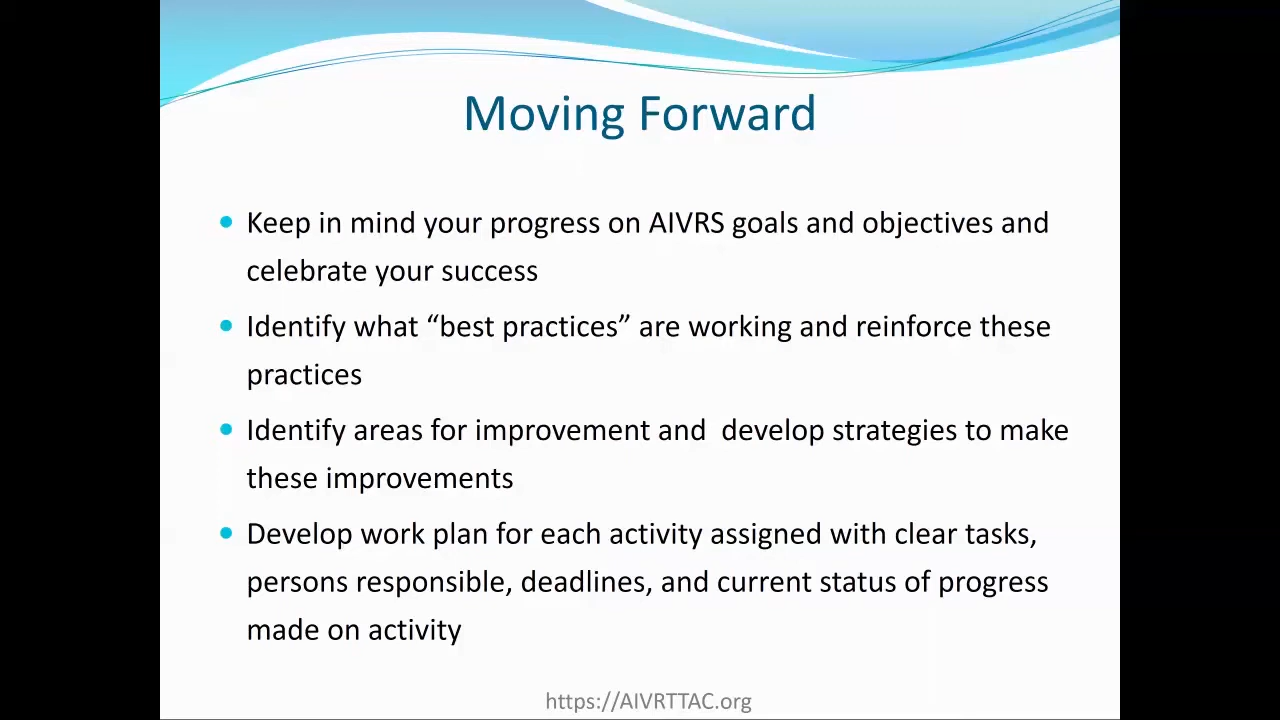 Moving Forward
Keep in mind your progress on AIVRS goals and objectives and
celebrate your success
Identify what “best practices” are working and reinforce these
practices
Identify areas for improvement and  develop strategies to make
these improvements
Develop work plan for each activity assigned with clear tasks,
persons responsible, deadlines, and current status of progress
made on activity
https://AIVRTTAC.org